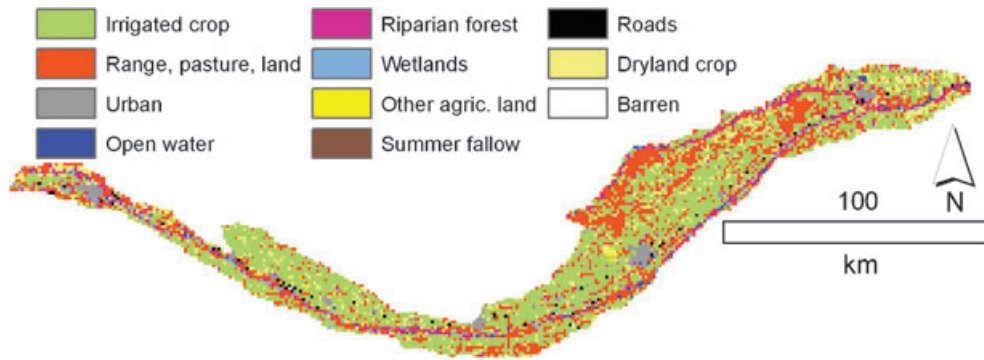 Irrigated crop
Range, pasture, land
Urban
Open water
Riparian forest
Wetlands
Other agric. land
Summer fallow
Roads
Dryland crop
Barren
N
100
km